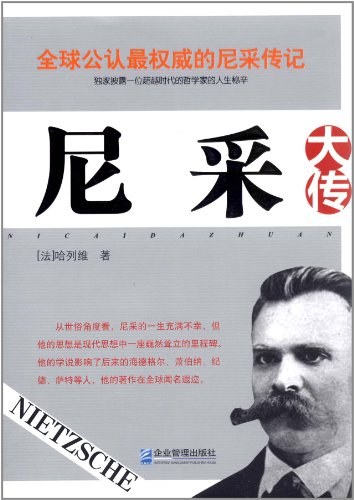 全球公认最权威的尼采传记
独家披露一位超越时代的哲学家的人生秘辛
尼采
大传
NICAIDAZHUAN
[法]哈列维 著
从世俗角度看，尼采的一生充满不幸，但
他的思想是现代思想中一座巍然耸立的里程碑。
他的学说影响了后来的海德格尔、萧伯纳、纪
德、萨特等人，他的著作在全球闻名遐迩。
NIETZSCHE
企业管理出版社